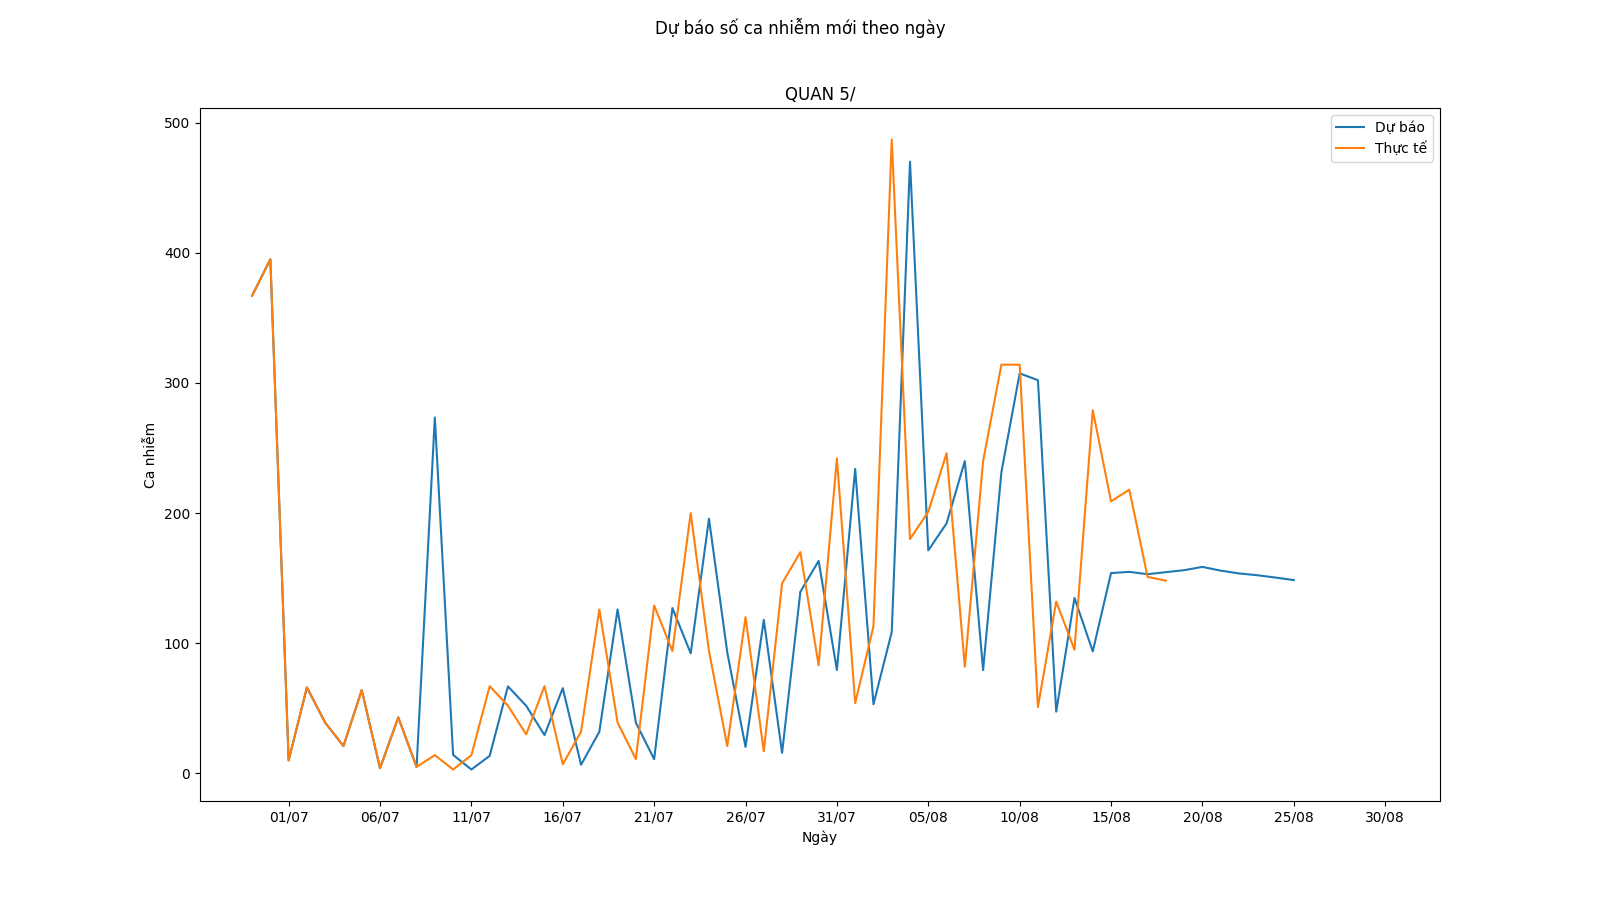 Dự báo số ca nhiễm mới theo ngày
QUAN 5/
Dự báo
Thực tế
500
400
300
200
100
0
Ca nhiễm
01/07 06/07 11/07 16/07 21/07 26/07 31/07 05/08 10/08 15/08 20/08 25/08 30/08
Ngày